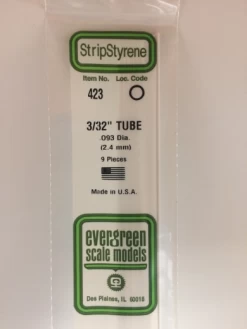 StripStyrene
Item No. Loc. Code
423
3/32" TUBE
.093 Dia.
(2.4 mm)
9 Pieces
Made in U.S.A.
evergreen
scale models
Des Plaines, IL 60018